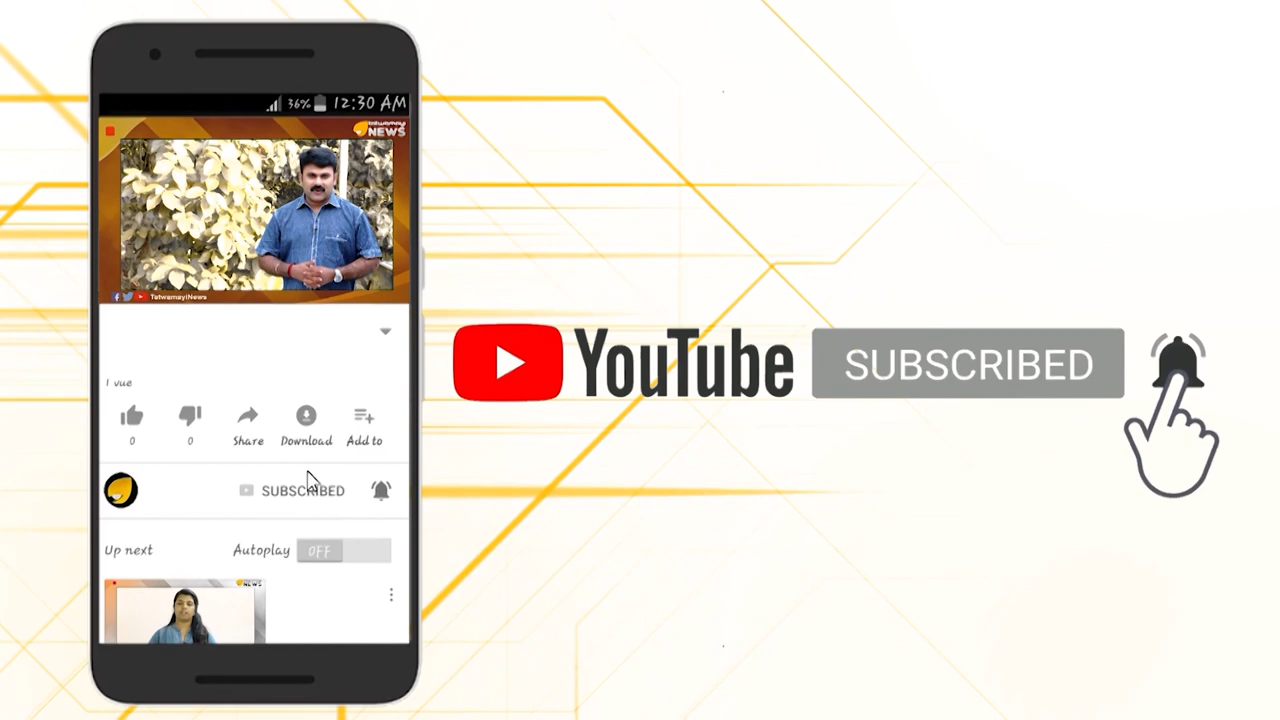 36% 12:30 AM
Tatwamayi
NEWS
TatwamayiNews
1 vue
0 0 Share Download Add to
SUBSCRIBED
Up next Autoplay OFF
NEWS
YouTube SUBSCRIBED